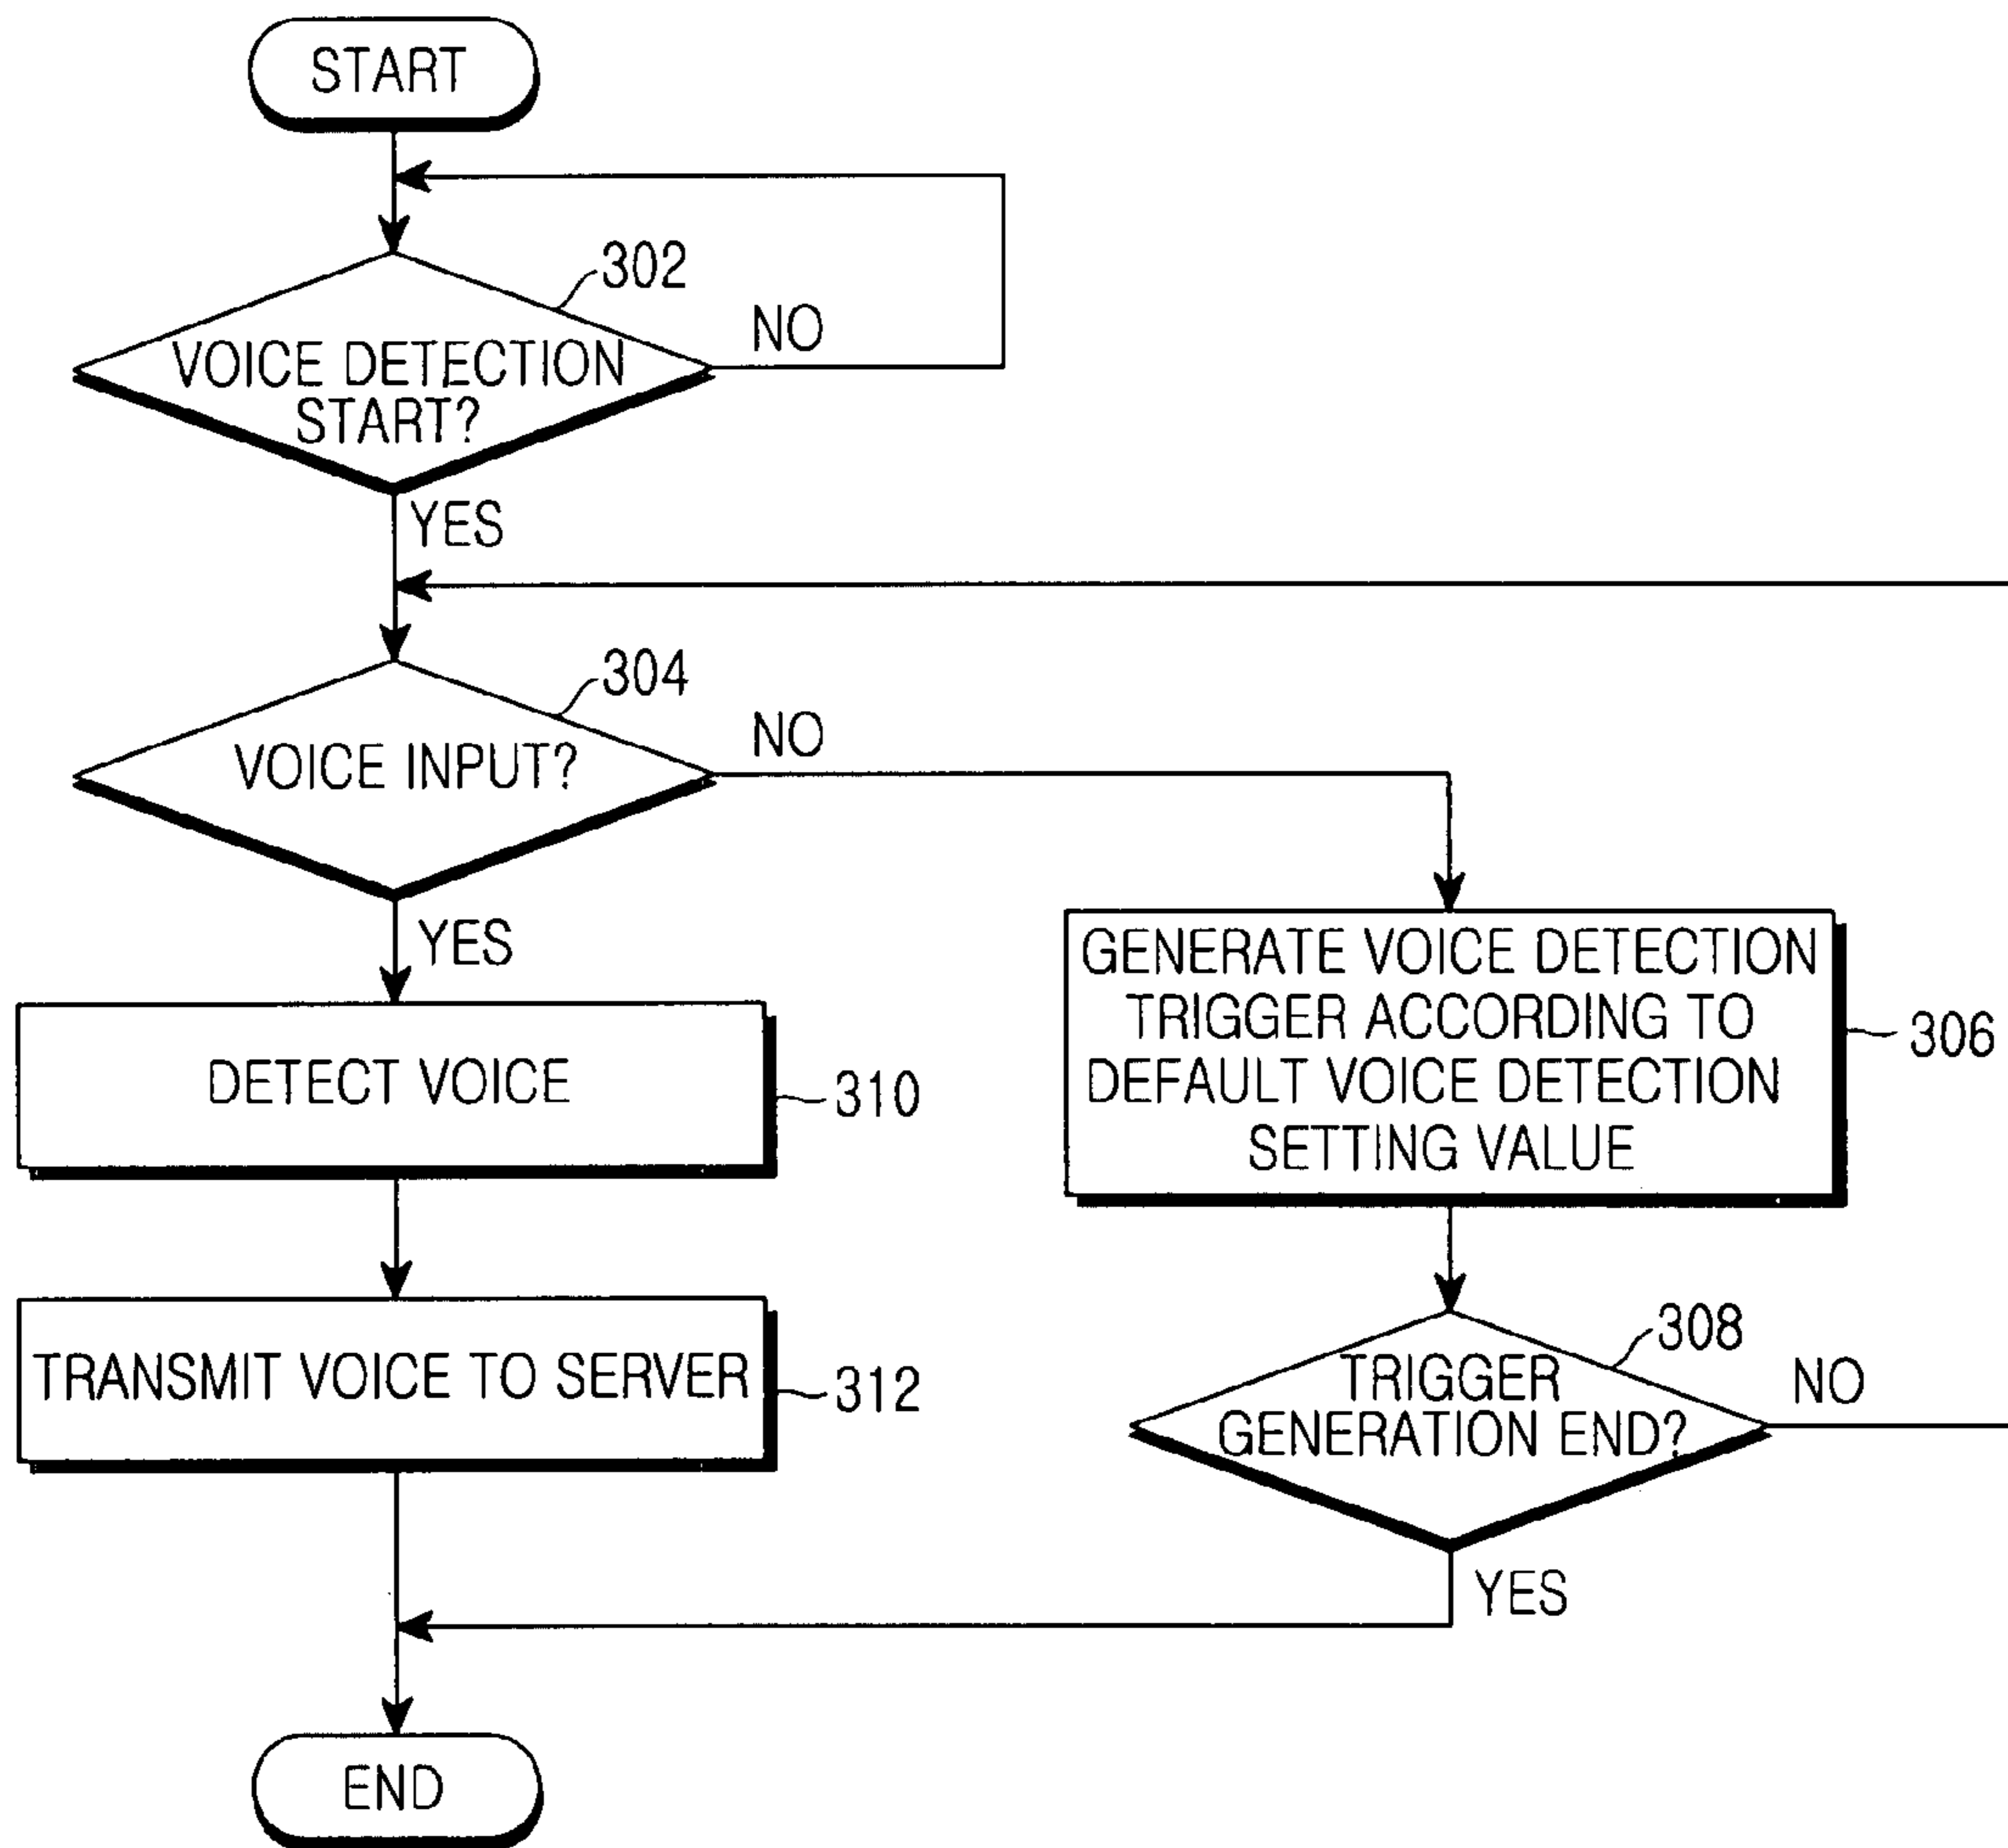 START
302
NO
VOICE DETECTION
START?
YES
304
NO
VOICE INPUT?
YES
GENERATE VOICE DETECTION
TRIGGER ACCORDING TO
DEFAULT VOICE DETECTION
SETTING VALUE
306
DETECT VOICE
310
308
TRIGGER
GENERATION END?
NO
TRANSMIT VOICE TO SERVER
312
YES
END